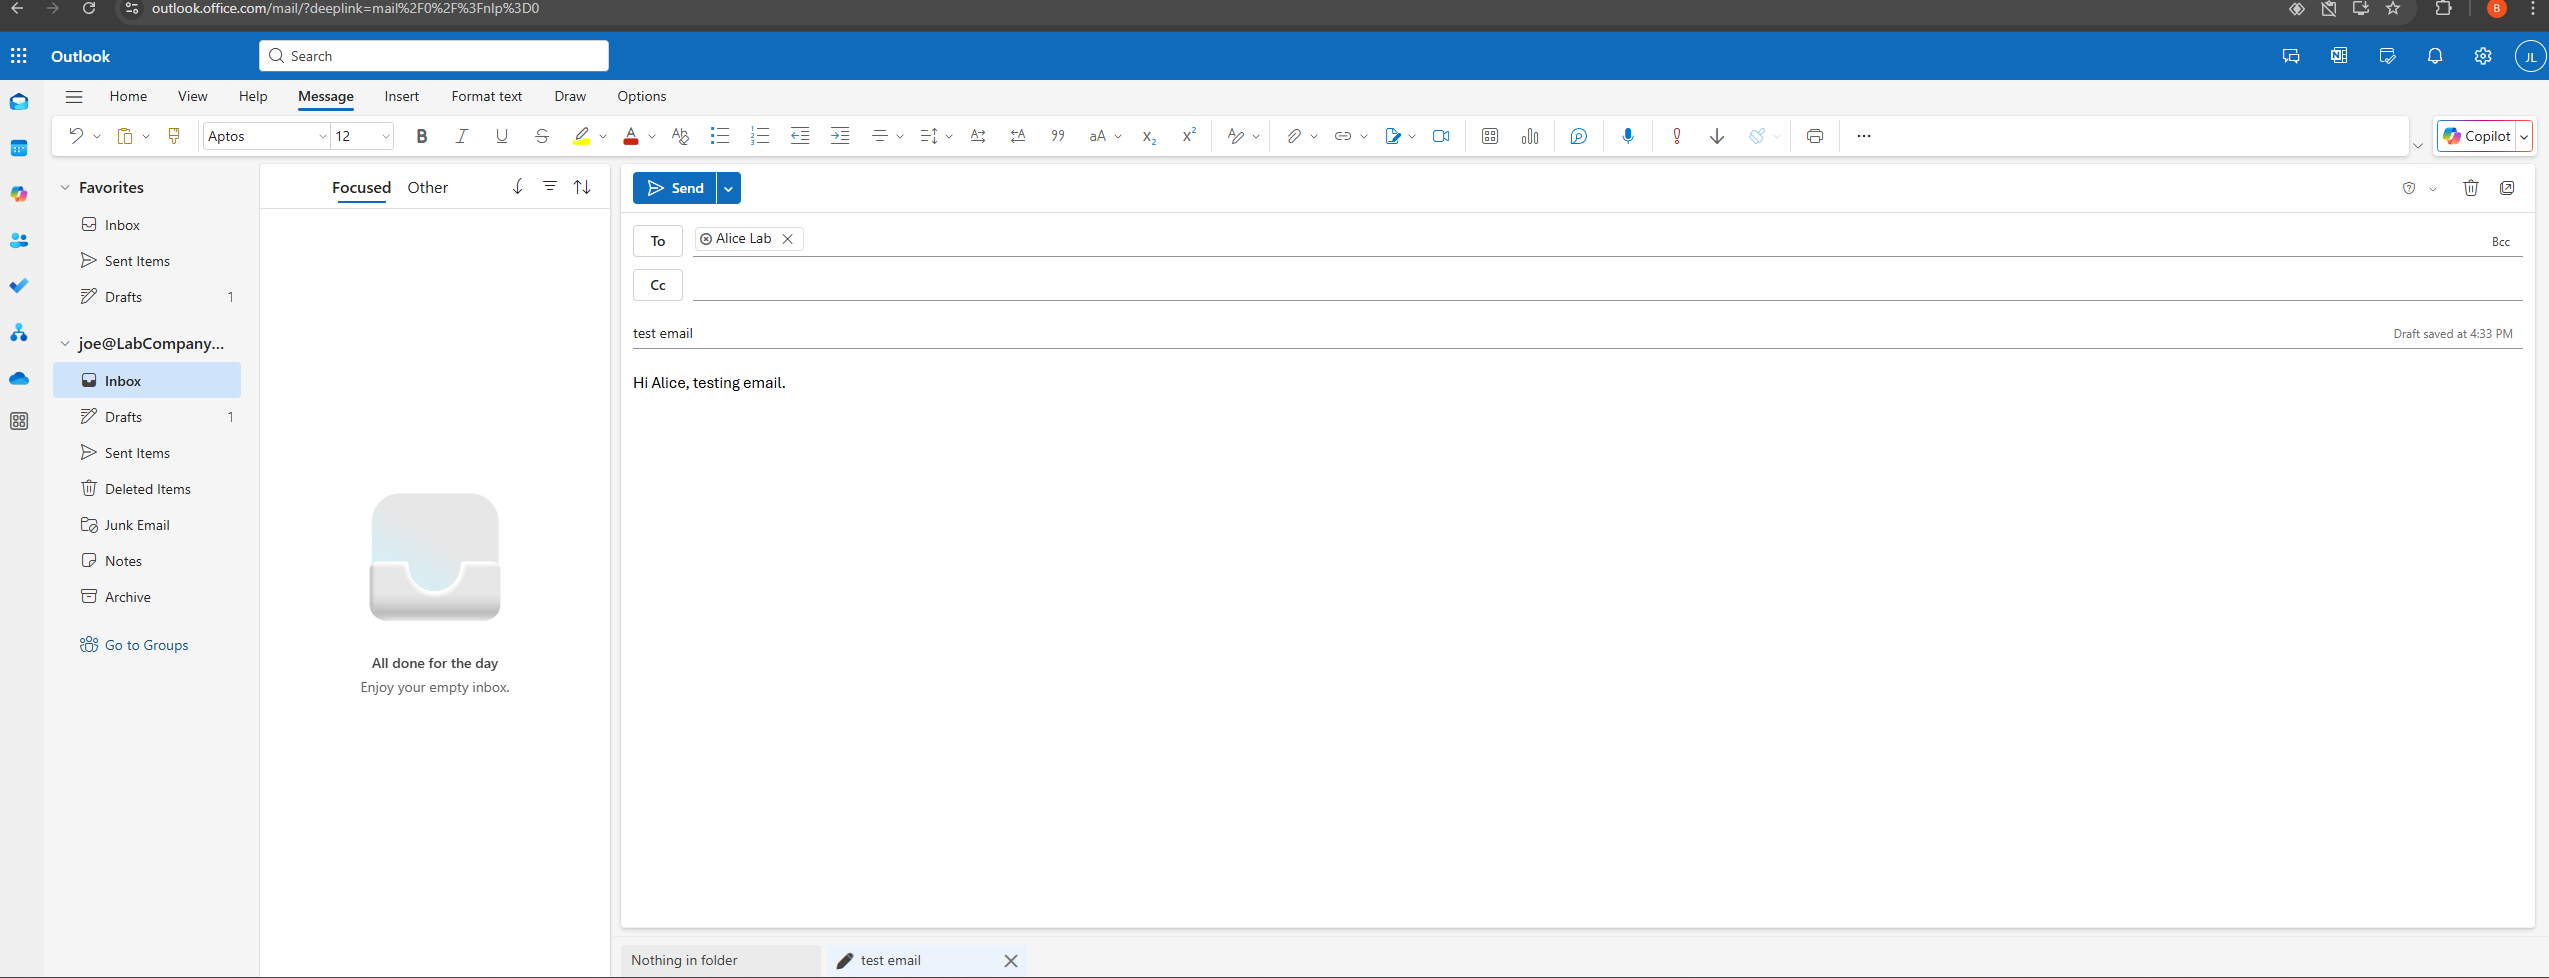 outlook.office.com/mail/?deeplink=mail%2F0%2F%3Fnlp%3D0
B
Outlook
Search
JL
Home View Help Message Insert Format text Draw Options
Aptos 12
Copilot
Favorites
Inbox
Sent Items
Drafts 1
joe@LabCompany...
Inbox
Drafts 1
Sent Items
Deleted Items
Junk Email
Notes
Archive
Go to Groups
Focused Other
All done for the day
Enjoy your empty inbox.
Send
To Alice Lab Bcc
Cc
test email Draft saved at 4:33 PM
Hi Alice, testing email.
Nothing in folder test email